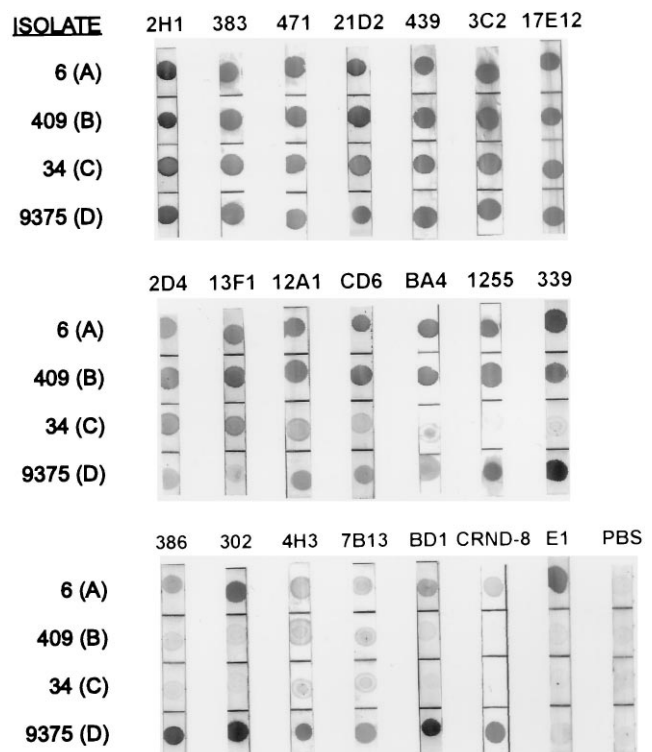 ISOLATE 2H1 383 471 21D2 439 3C2 17E12
6 (A)
409 (B)
34 (C)
9375 (D)
2D4 13F1 12A1 CD6 BA4 1255 339
6 (A)
409 (B)
34 (C)
9375 (D)
386 302 4H3 7B13 BD1 CRND-8 E1 PBS
6 (A)
409 (B)
34 (C)
9375 (D)